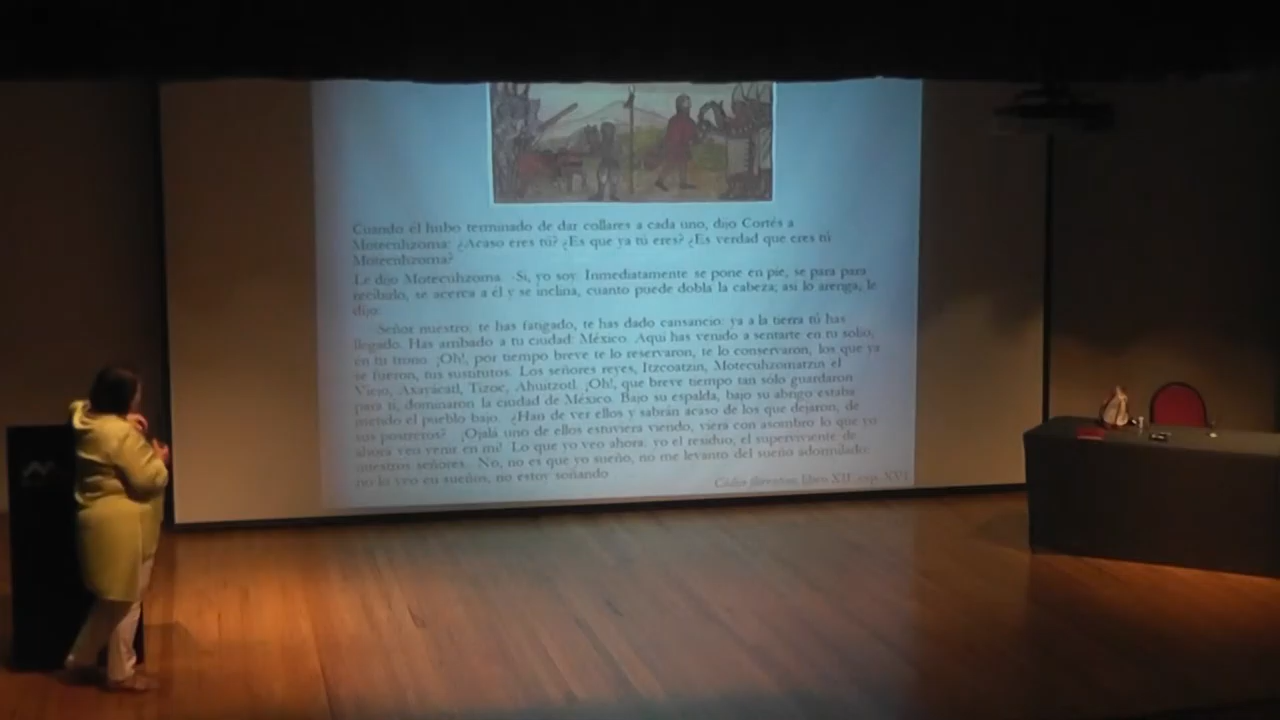 Cuando él hubo terminado de dar collares a cada uno, dijo Cortés a
Motecuhzoma: ¿Acaso eres tú? ¿Es que ya tú eres? ¿Es verdad que eres tú
Motecuhzoma?
Le dijo Motecuhzoma: Sí, yo soy. Inmediatamente se pone en pie, se para para
recibirlo, se acerca a él y se inclina, cuanto puede dobla la cabeza; así lo arenga, le
dijo:
Señor nuestro: te has fatigado, te has dado cansancio: ya a la tierra tú has
llegado. Has arribado a tu ciudad: México. Aquí has venido a sentarte en tu solio,
en tu trono. ¡Oh!, por tiempo breve te lo reservaron, te lo conservaron, los que ya
se fueron, tus sustitutos. Los señores reyes, Itzcoatzin, Motecuhzomatzin el
Viejo, Axayácatl, Tizoc, Ahuítzotl. ¡Oh!, que breve tiempo tan sólo guardaron
para ti, dominaron la ciudad de México. Bajo su espalda, bajo su abrigo estaba
metido el pueblo bajo. ¿Han de ver ellos y sabrán acaso de los que dejaron, de
sus postreros? ¡Ojalá uno de ellos estuviera viendo, viera con asombro lo que yo
ahora veo venir en mí! Lo que yo veo ahora: yo el residuo, el superviviente de
nuestros señores. No, no es que yo sueño, no me levanto del sueño adormilado:
no lo veo en sueños, no estoy soñando
Códice florentino, libro XII, cap. XVI